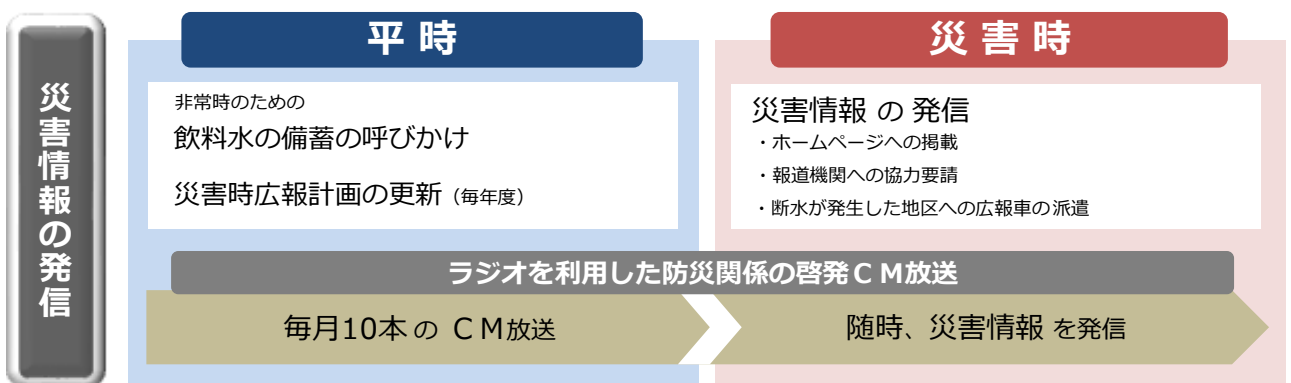 災害情報の発信
平時
非常時のための
飲料水の備蓄の呼びかけ
災害時広報計画の更新（毎年度）
災害時
災害情報 の 発信
・ホームページへの掲載
・報道機関への協力要請
・断水が発生した地区への広報車の派遣
ラジオを利用した防災関係の啓発ＣＭ放送
毎月10本 の ＣＭ放送
随時、災害情報 を発信